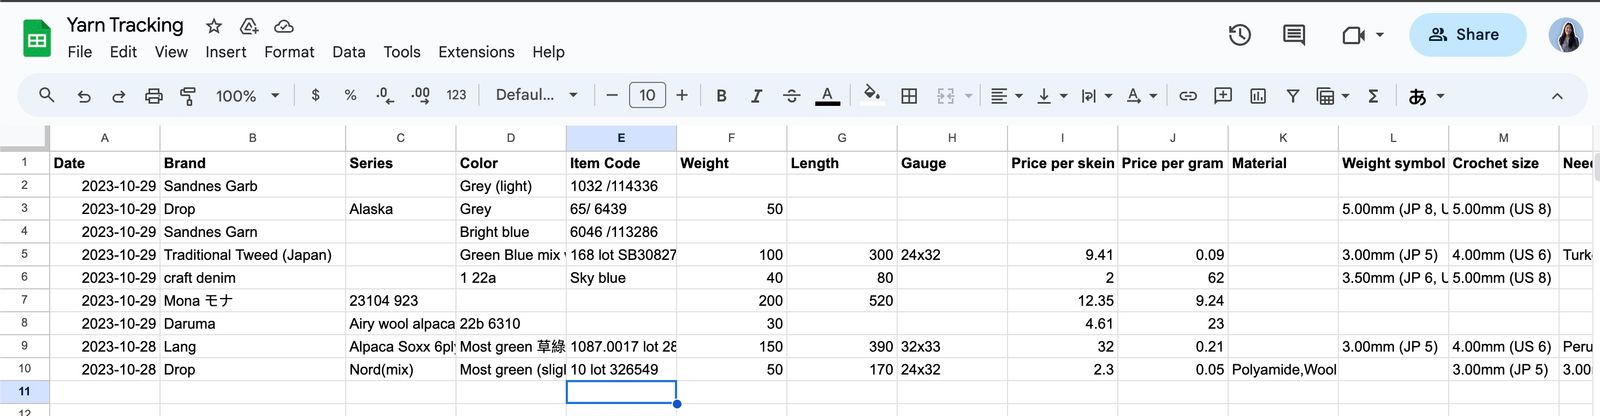 Yarn Tracking
File Edit View Insert Format Data Tools Extensions Help
Share
100% $ % .0 .00 123 Defaul... 10 B I A あ
A B C D E F G H I J K L M
1 Date Brand Series Color Item Code Weight Length Gauge Price per skein Price per gram Material Weight symbol Crochet size Nee
2 2023-10-29 Sandnes Garb Grey (light) 1032 /114336
3 2023-10-29 Drop Alaska Grey 65/ 6439 50 5.00mm (JP 8, U 5.00mm (US 8)
4 2023-10-29 Sandnes Garn Bright blue 6046 /113286
5 2023-10-29 Traditional Tweed (Japan) Green Blue mix 168 lot SB30827 100 300 24x32 9.41 0.09 3.00mm (JP 5) 4.00mm (US 6) Turk
6 2023-10-29 craft denim 1 22a Sky blue 40 80 2 62 3.50mm (JP 6, U 5.00mm (US 8)
7 2023-10-29 Mona モナ 23104 923 200 520 12.35 9.24
8 2023-10-29 Daruma Airy wool alpaca 22b 6310 30 4.61 23
9 2023-10-28 Lang Alpaca Soxx 6pl Most green 草綠 1087.0017 lot 28 150 390 32x33 32 0.21 3.00mm (JP 5) 4.00mm (US 6) Peru
10 2023-10-28 Drop Nord(mix) Most green (sligl 10 lot 326549 50 170 24x32 2.3 0.05 Polyamide,Wool 3.00mm (JP 5) 3.00
11
12